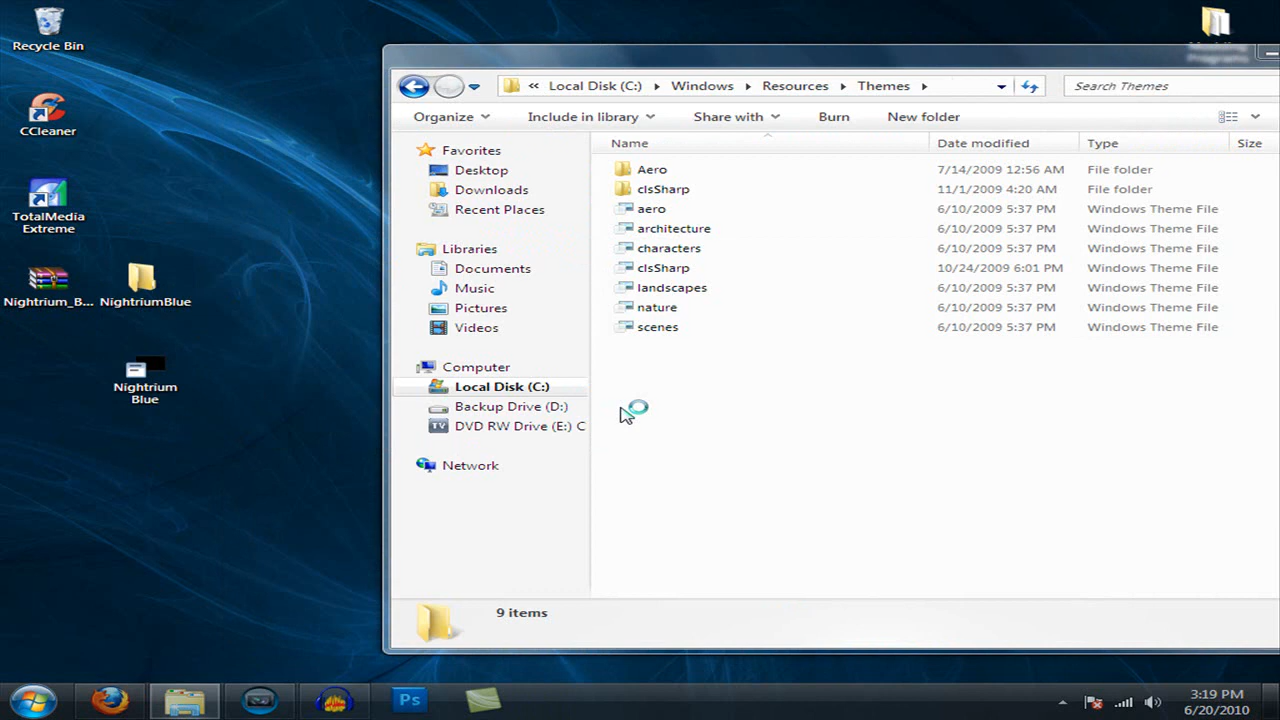 Recycle Bin
CCleaner
TotalMedia
Extreme
Nightrium_B... NightriumBlue
Nightrium
Blue
« Local Disk (C:) Windows Resources Themes
Search Themes
Organize Include in library Share with Burn New folder
Favorites
Desktop
Downloads
Recent Places
Libraries
Documents
Music
Pictures
Videos
Computer
Local Disk (C:)
Backup Drive (D:)
DVD RW Drive (E:) C
Network
Name Date modified Type Size
Aero 7/14/2009 12:56 AM File folder
clsSharp 11/1/2009 4:20 AM File folder
aero 6/10/2009 5:37 PM Windows Theme File
architecture 6/10/2009 5:37 PM Windows Theme File
characters 6/10/2009 5:37 PM Windows Theme File
clsSharp 10/24/2009 6:01 PM Windows Theme File
landscapes 6/10/2009 5:37 PM Windows Theme File
nature 6/10/2009 5:37 PM Windows Theme File
scenes 6/10/2009 5:37 PM Windows Theme File
9 items
TV
Ps
3:19 PM
6/20/2010